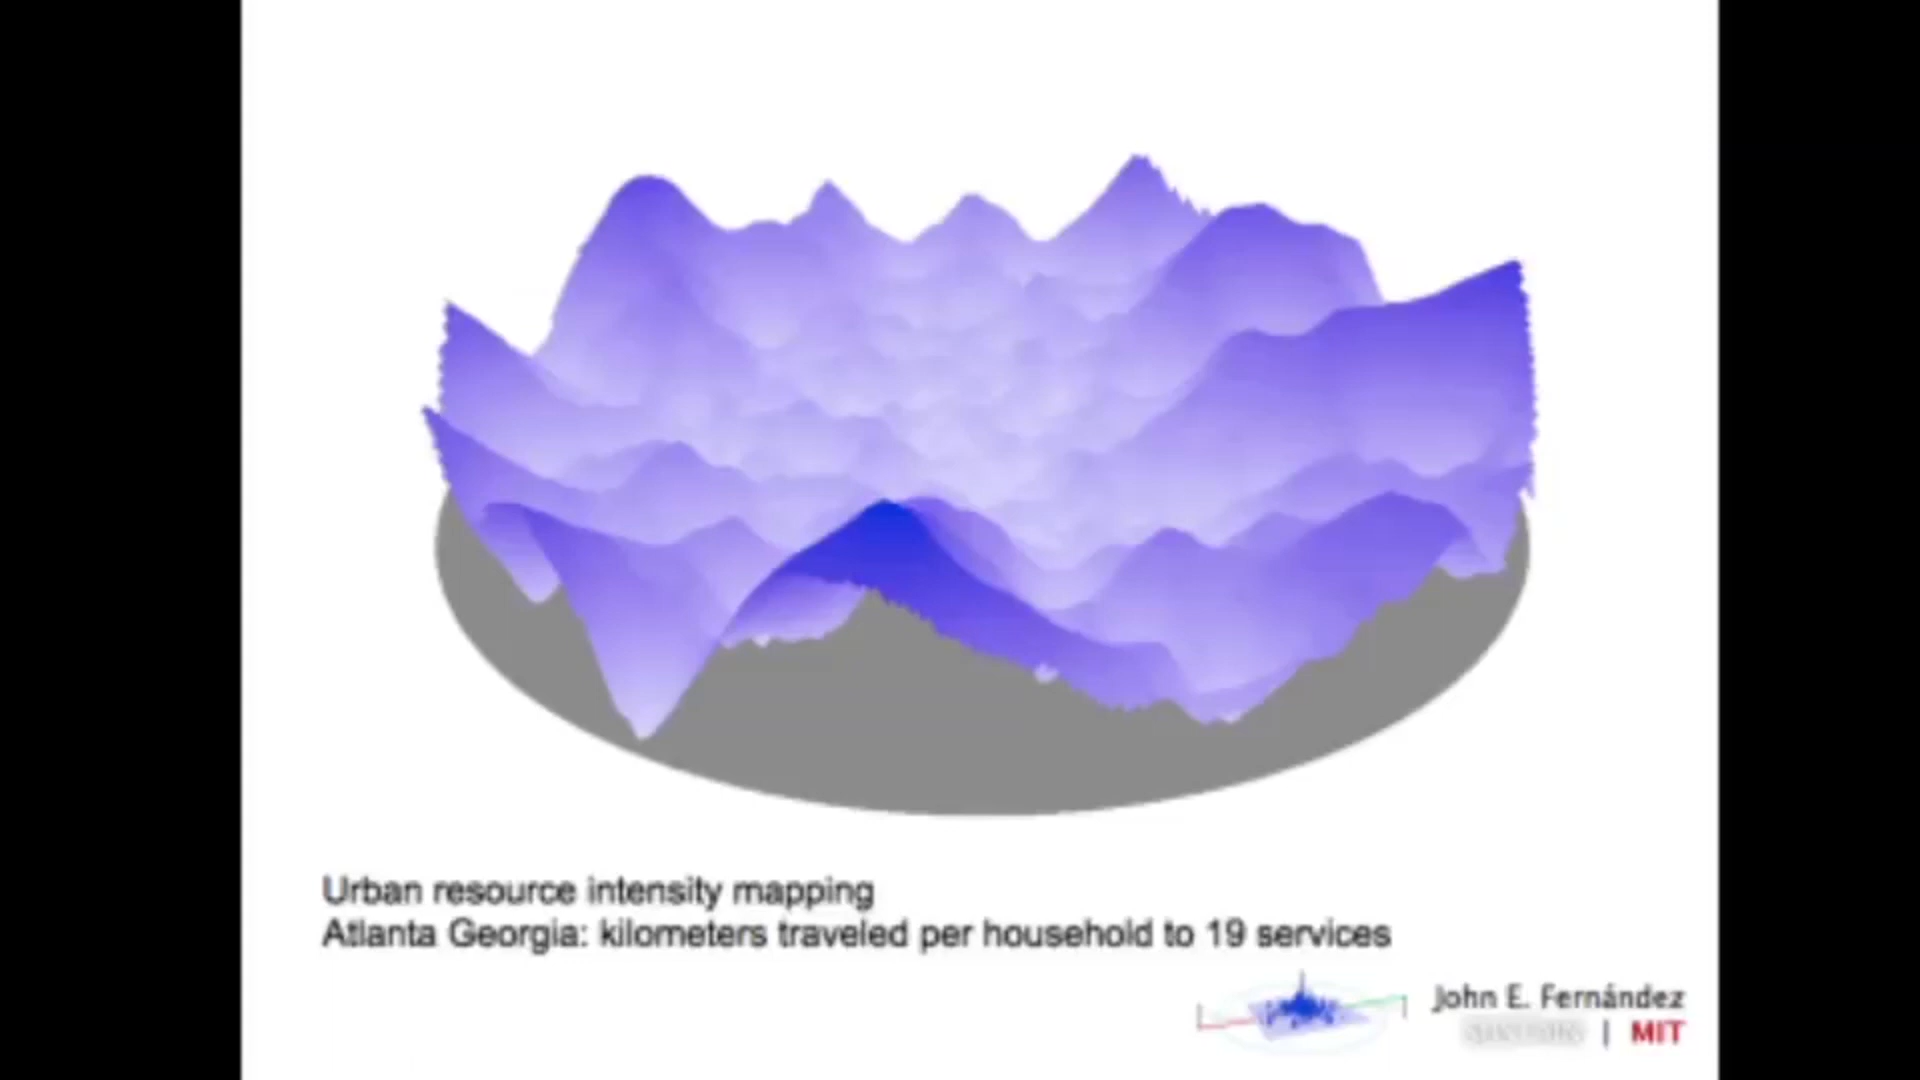 Urban resource intensity mapping
Atlanta Georgia: kilometers traveled per household to 19 services
John E. Fernández
| MIT